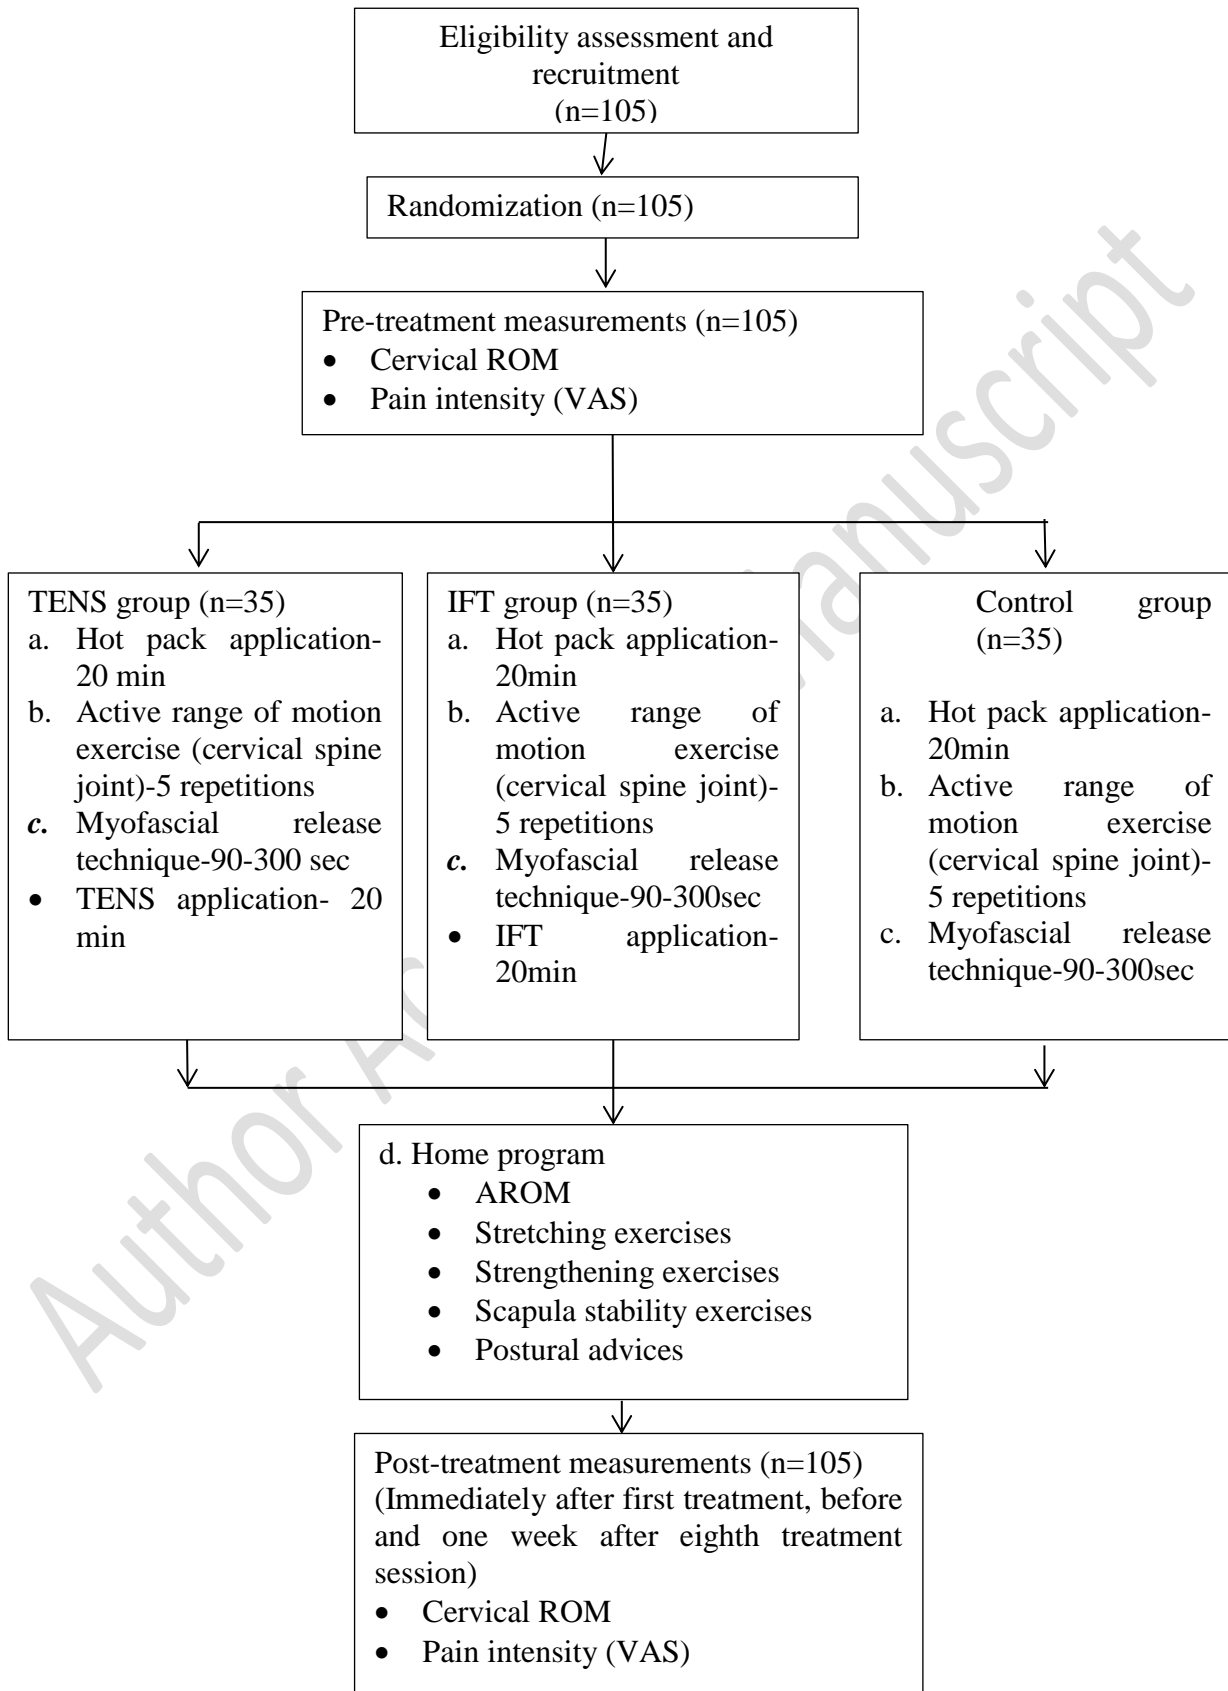 Eligibility assessment and
recruitment
(n=105)
Randomization (n=105)
Pre-treatment measurements (n=105)
• Cervical ROM
• Pain intensity (VAS)
TENS group (n=35)
a. Hot pack application-
20 min
b. Active range of motion
exercise (cervical spine
joint)-5 repetitions
c. Myofascial release
technique-90-300 sec
• TENS application- 20
min
IFT group (n=35)
a. Hot pack application-
20min
b. Active range of
motion exercise
(cervical spine joint)-
5 repetitions
c. Myofascial release
technique-90-300sec
• IFT application-
20min
Control group
(n=35)
a. Hot pack application-
20min
b. Active range of
motion exercise
(cervical spine joint)-
5 repetitions
c. Myofascial release
technique-90-300sec
d. Home program
• AROM
• Stretching exercises
• Strengthening exercises
• Scapula stability exercises
• Postural advices
Post-treatment measurements (n=105)
(Immediately after first treatment, before
and one week after eighth treatment
session)
• Cervical ROM
• Pain intensity (VAS)
Author Ac anuscript